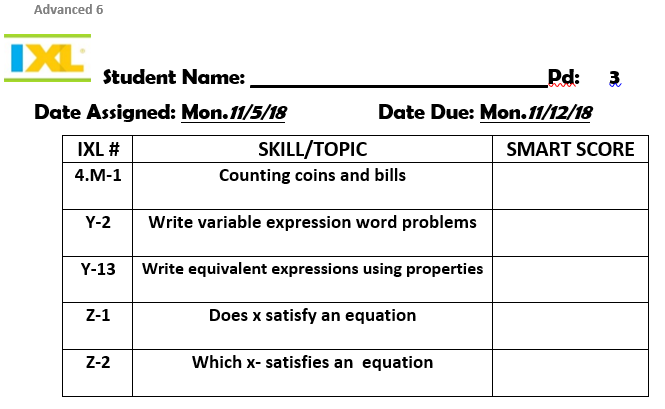 Advanced 6
IXL
Student Name: ____________________ Pd: 3
Date Assigned: Mon. 11/5/18 Date Due: Mon. 11/12/18
IXL # SKILL/TOPIC SMART SCORE
4.M-1 Counting coins and bills
Y-2 Write variable expression word problems
Y-13 Write equivalent expressions using properties
Z-1 Does x satisfy an equation
Z-2 Which x- satisfies an equation